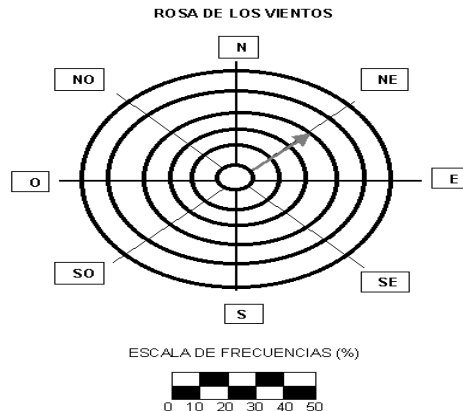 ROSA DE LOS VIENTOS
N
NO NE
O E
SO SE
S
ESCALA DE FRECUENCIAS (%)
0 10 20 30 40 50